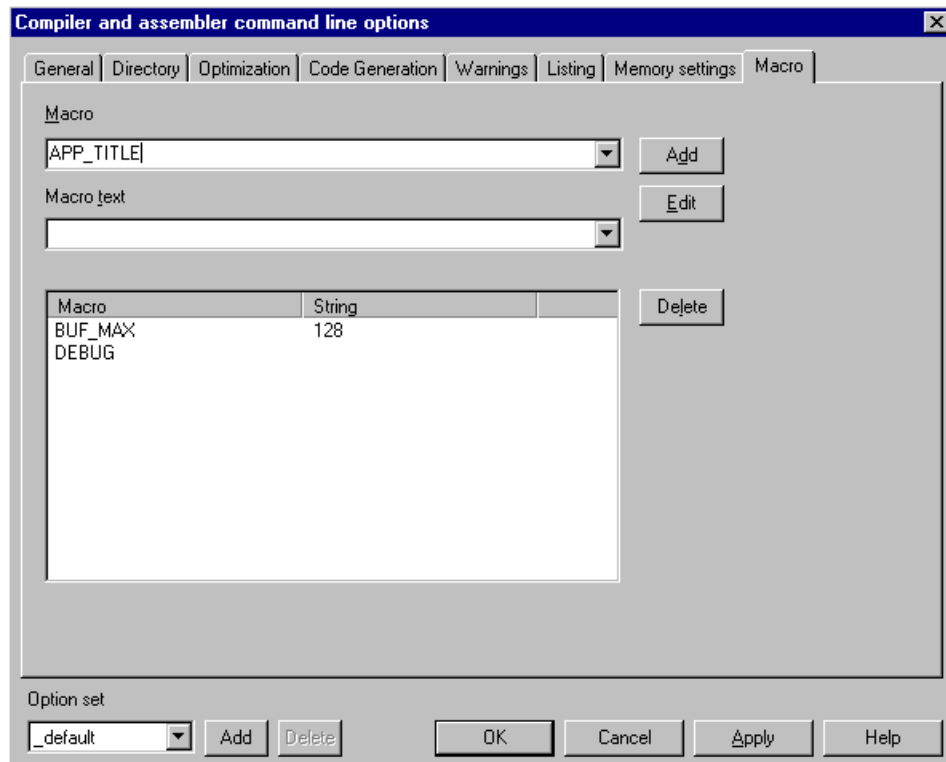 Compiler and assembler command line options
General Directory Optimization Code Generation Warnings Listing Memory settings Macro
Macro
APP_TITLE Add
Macro text Edit
Macro String Delete
BUF_MAX 128
DEBUG
Option set
_default Add Delete OK Cancel Apply Help